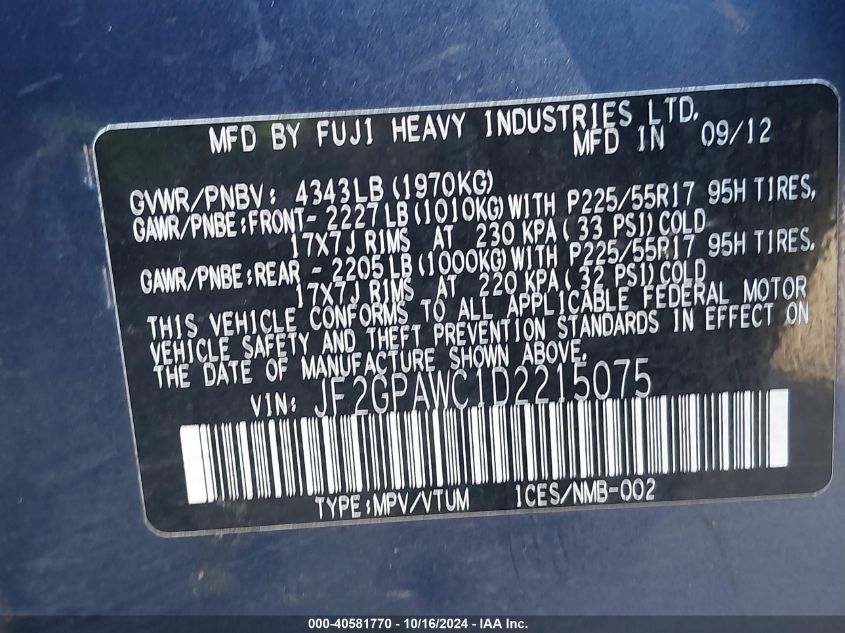 MFD BY FUJI HEAVY INDUSTRIES LTD.
MFD IN 09/12
GVWR/PNBV: 4343LB(1970KG)
GAWR/PNBE:FRONT- 2227LB(1010KG)WITH P225/55R17 95H TIRES,
17X7J RIMS AT 230 KPA(33 PSI)COLD
GAWR/PNBE:REAR - 2205LB(1000KG)WITH P225/55R17 95H TIRES.
17X7J RIMS AT 220 KPA(32 PSI)COLD
THIS VEHICLE CONFORMS TO ALL APPLICABLE FEDERAL MOTOR
VEHICLE SAFETY AND THEFT PREVENTION STANDARDS IN EFFECT ON
THE DATE OF MANUFACTURE SHOWN ABOVE.
VIN: JF2GPAWC1D2215075
TYPE:MPV/VTUM ICES/NMB-002
000-40581770 - 10/16/2024 - IAA Inc.